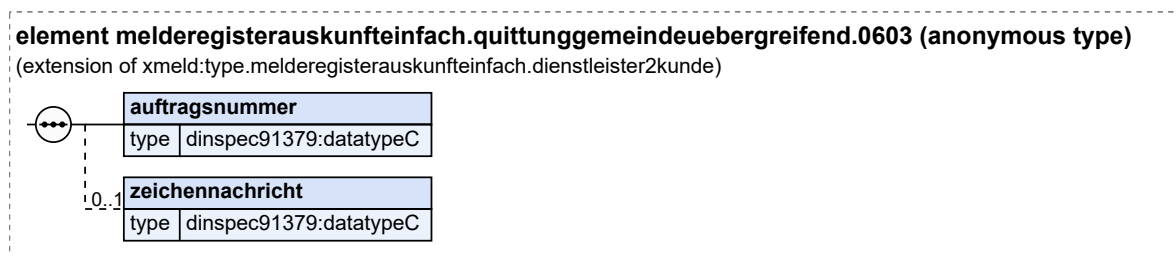 element melderegisterauskunfteinfach.quittunggemeindeuebergreifend.0603 (anonymous type)
(extension of xmeld:type.melderegisterauskunfteinfach.dienstleister2kunde)
auftragsnummer
type dinspec91379:datatypeC
0..1 zeichennachricht
type dinspec91379:datatypeC